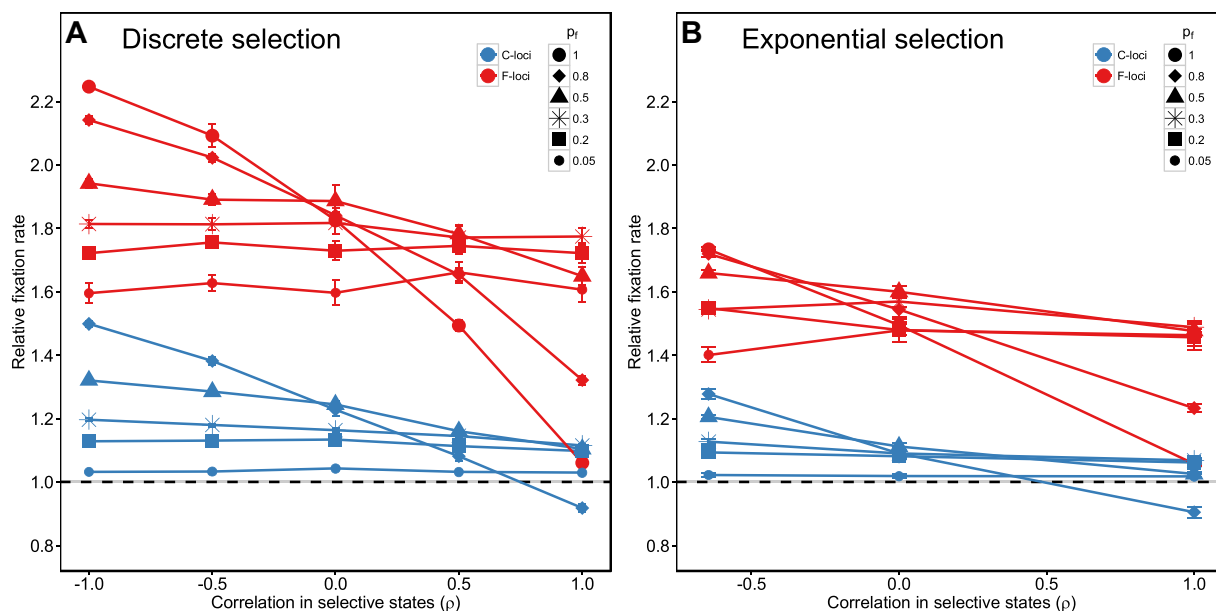 A Discrete selection
C-loci
F-loci
pf
1
0.8
0.5
0.3
0.2
0.05
Relative fixation rate
2.2
2.0
1.8
1.6
1.4
1.2
1.0
0.8
-1.0 -0.5 0.0 0.5 1.0
Correlation in selective states (ρ)
B Exponential selection
C-loci
F-loci
pf
1
0.8
0.5
0.3
0.2
0.05
Relative fixation rate
2.2
2.0
1.8
1.6
1.4
1.2
1.0
0.8
-0.5 0.0 0.5 1.0
Correlation in selective states (ρ)